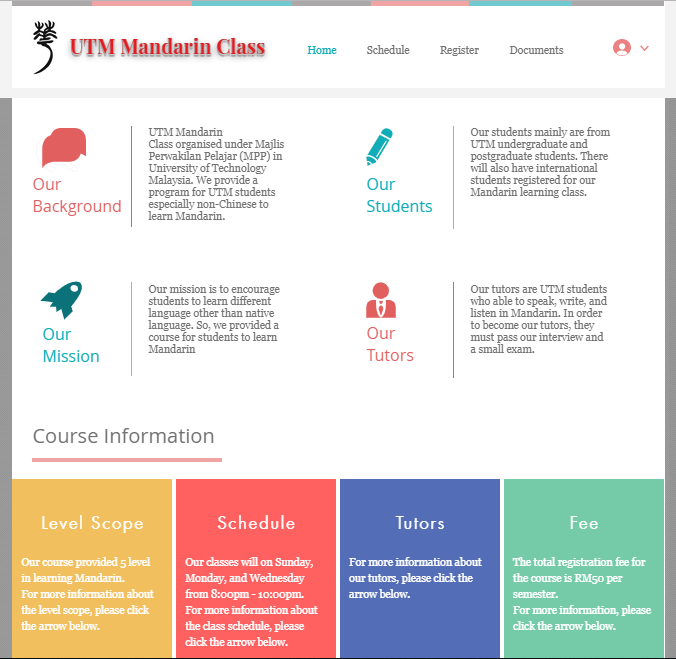 UTM Mandarin Class
Home
Schedule
Register
Documents
Our
Background
UTM Mandarin
Class organised under Majlis
Perwakilan Pelajar (MPP) in
University of Technology
Malaysia. We provide a
program for UTM students
especially non-Chinese to
learn Mandarin.
Our
Students
Our students mainly are from
UTM undergraduate and
postgraduate students. There
will also have international
students registered for our
Mandarin learning class.
Our
Mission
Our mission is to encourage
students to learn different
language other than native
language. So, we provided a
course for students to learn
Mandarin
Our
Tutors
Our tutors are UTM students
who able to speak, write, and
listen in Mandarin. In order
to become our tutors, they
must pass our interview and
a small exam.
Course Information
Level Scope
Our course provided 5 level
in learning Mandarin.
For more information about
the level scope, please click
the arrow below.
Schedule
Our classes will on Sunday,
Monday, and Wednesday
from 8:00pm - 10:00pm.
For more information about
the class schedule, please
click the arrow below.
Tutors
For more information about
our tutors, please click the
arrow below.
Fee
The total registration fee for
the course is RM50 per
semester.
For more information, please
click the arrow below.